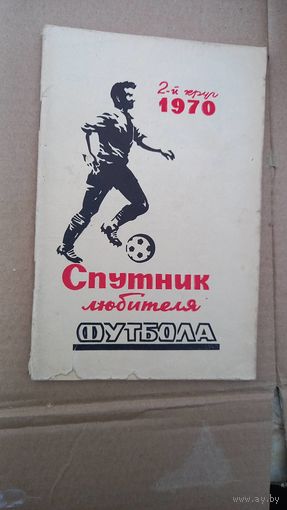 2-й круг
1970
Спутник
любителя
ФУТБОЛА
www.ay.by